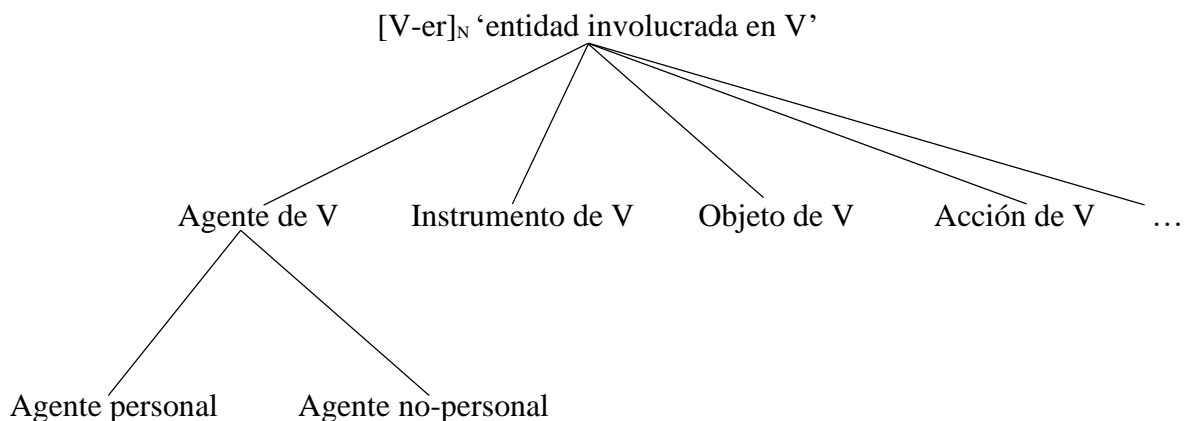 [V-er]N ‘entidad involucrada en V’
Agente de V Instrumento de V Objeto de V Acción de V …
Agente personal Agente no-personal